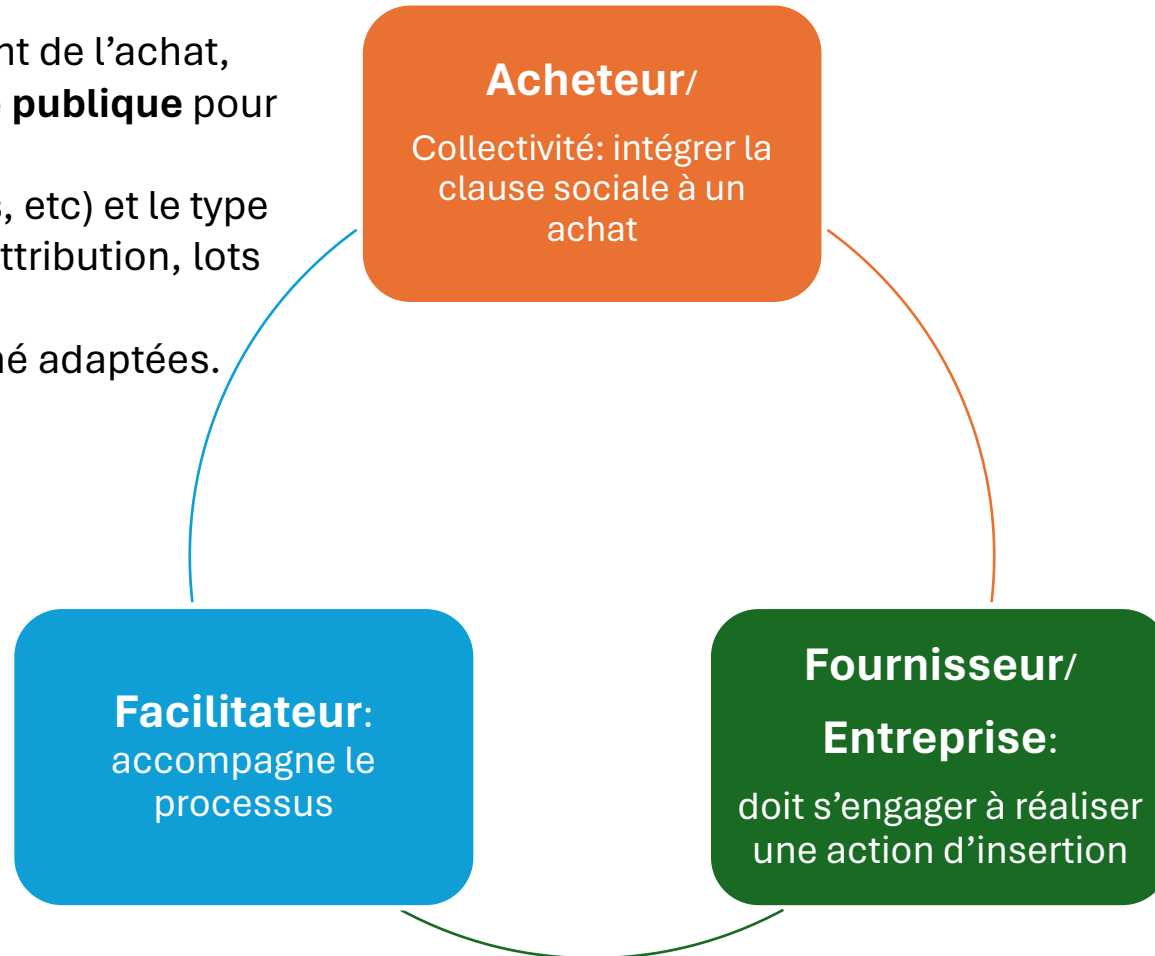 nt de l’achat,
publique pour
, etc) et le type
ttribution, lots
né adaptées.
Acheteur/
Collectivité: intégrer la
clause sociale à un
achat
Facilitateur:
accompagne le
processus
Fournisseur/
Entreprise:
doit s’engager à réaliser
une action d’insertion